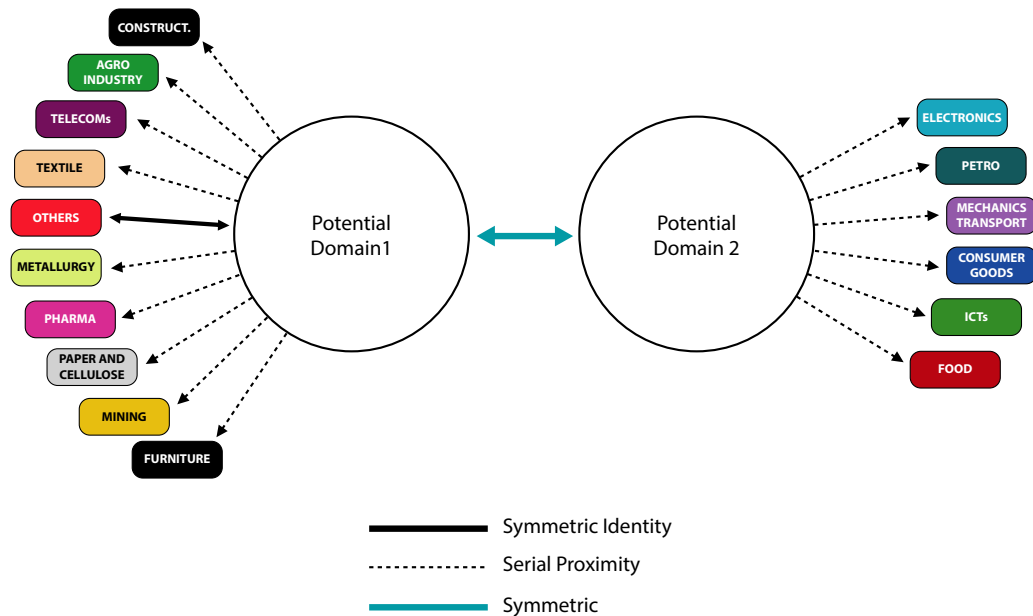 CONSTRUCT.
AGRO
INDUSTRY
TELECOMs
TEXTILE
OTHERS
METALLURGY
PHARMA
PAPER AND
CELLULOSE
MINING
FURNITURE
Potential
Domain1
Potential
Domain 2
ELECTRONICS
PETRO
MECHANICS
TRANSPORT
CONSUMER
GOODS
ICTs
FOOD
Symmetric Identity
Serial Proximity
Symmetric